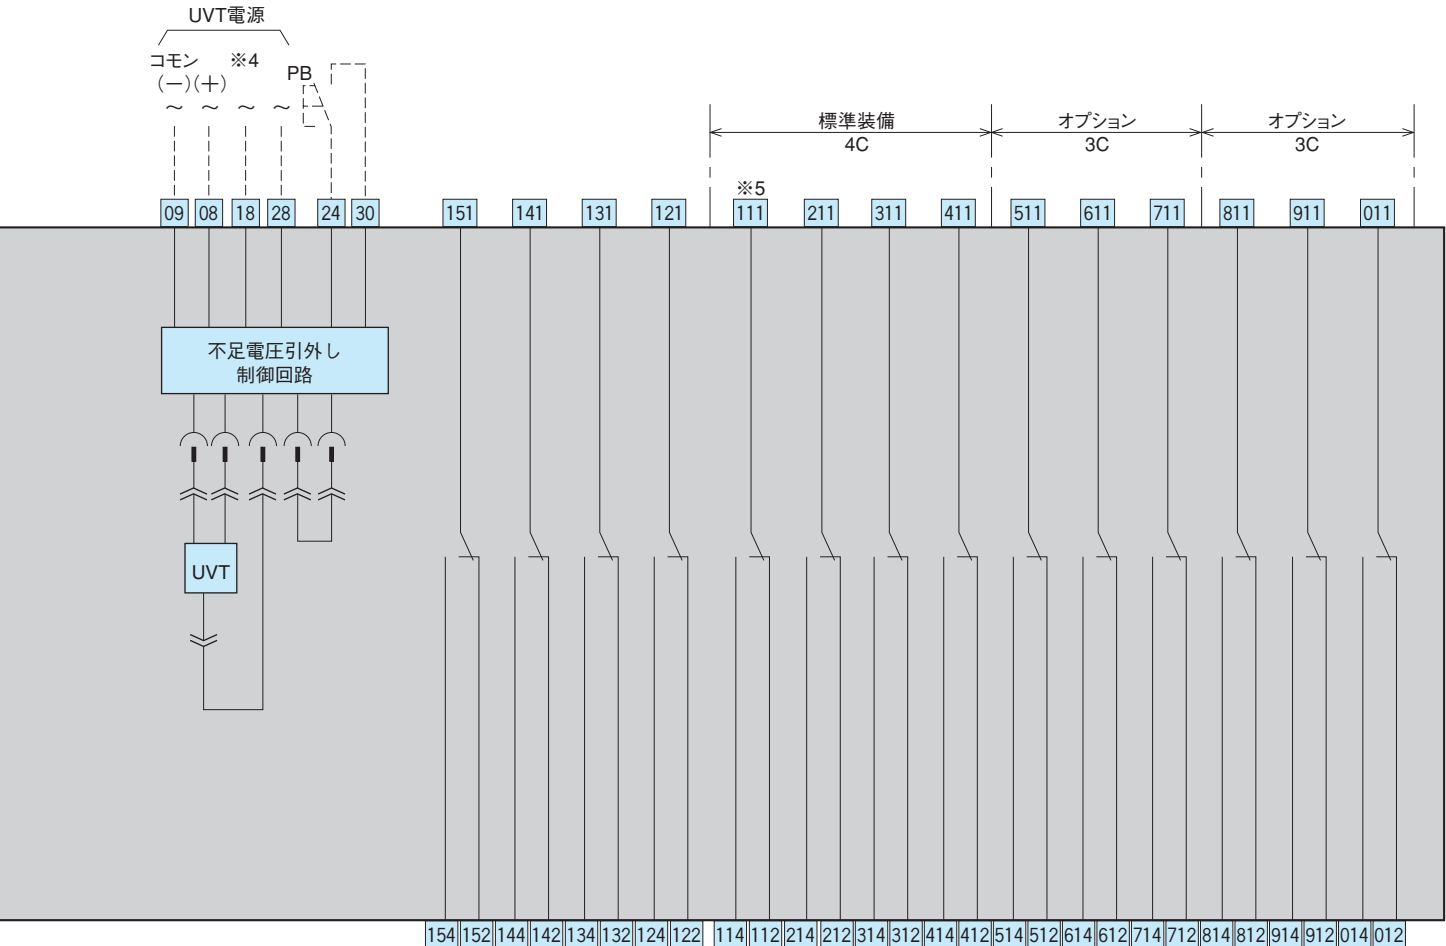 UVT電源
コモン ※4
(−)(+)
PB
～ ～ ～ ～
標準装備 オプション オプション
4C 3C 3C
※5
09 08 18 28 24 30 151 141 131 121 111 211 311 411 511 611 711 811 911 011
不足電圧引外し
制御回路
UVT
154 152 144 142 134 132 124 122 114 112 214 212 314 312 414 412 514 512 614 612 714 712 814 812 914 912 014 012